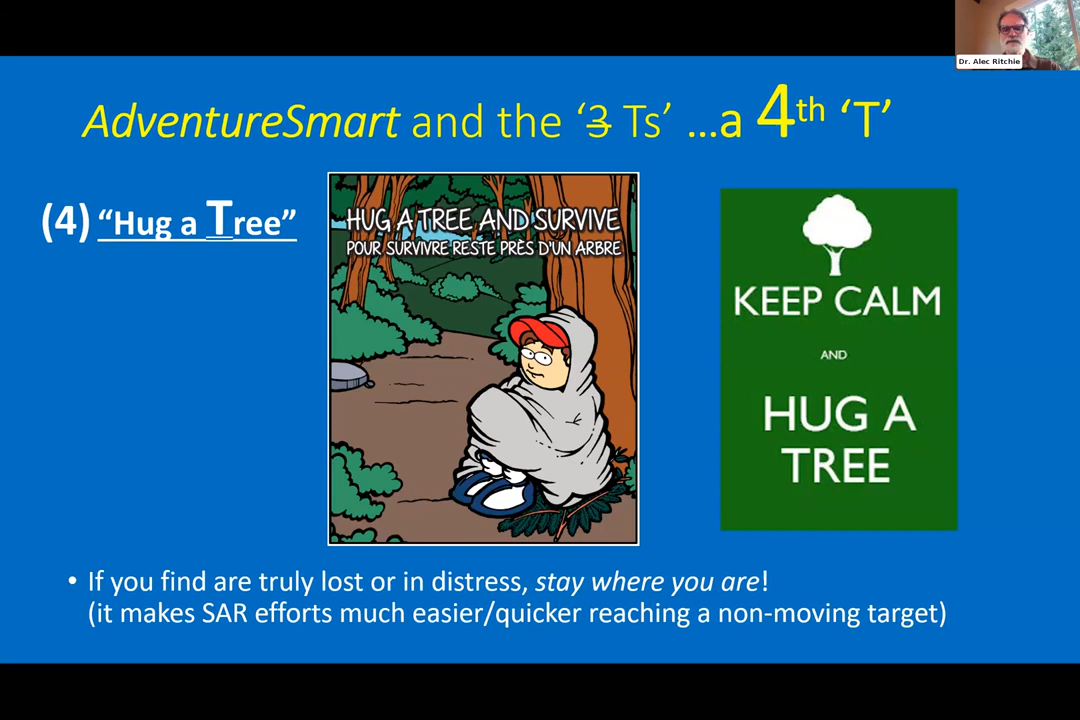 Dr. Alec Ritchie
AdventureSmart and the ‘3 Ts’ ...a 4th ‘T’
(4) “Hug a Tree”
HUG A TREE AND SURVIVE
POUR SURVIVRE RESTE PRÈS D'UN ARBRE
KEEP CALM
AND
HUG A
TREE
• If you find are truly lost or in distress, stay where you are!
(it makes SAR efforts much easier/quicker reaching a non-moving target)